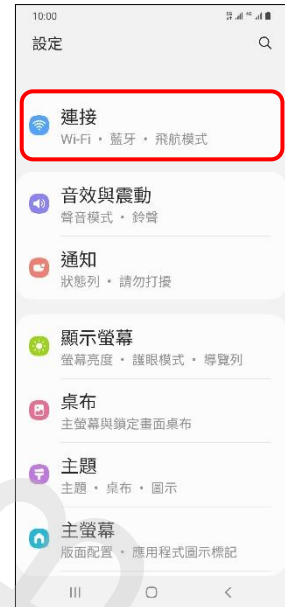 10:00
設定
連接
Wi-Fi • 藍牙 • 飛航模式
音效與震動
聲音模式 • 鈴聲
通知
狀態列 • 請勿打擾
顯示螢幕
螢幕亮度 • 護眼模式 • 導覽列
桌布
主螢幕與鎖定畫面桌布
主題
主題 • 桌布 • 圖示
主螢幕
版面配置 • 應用程式圖示標記